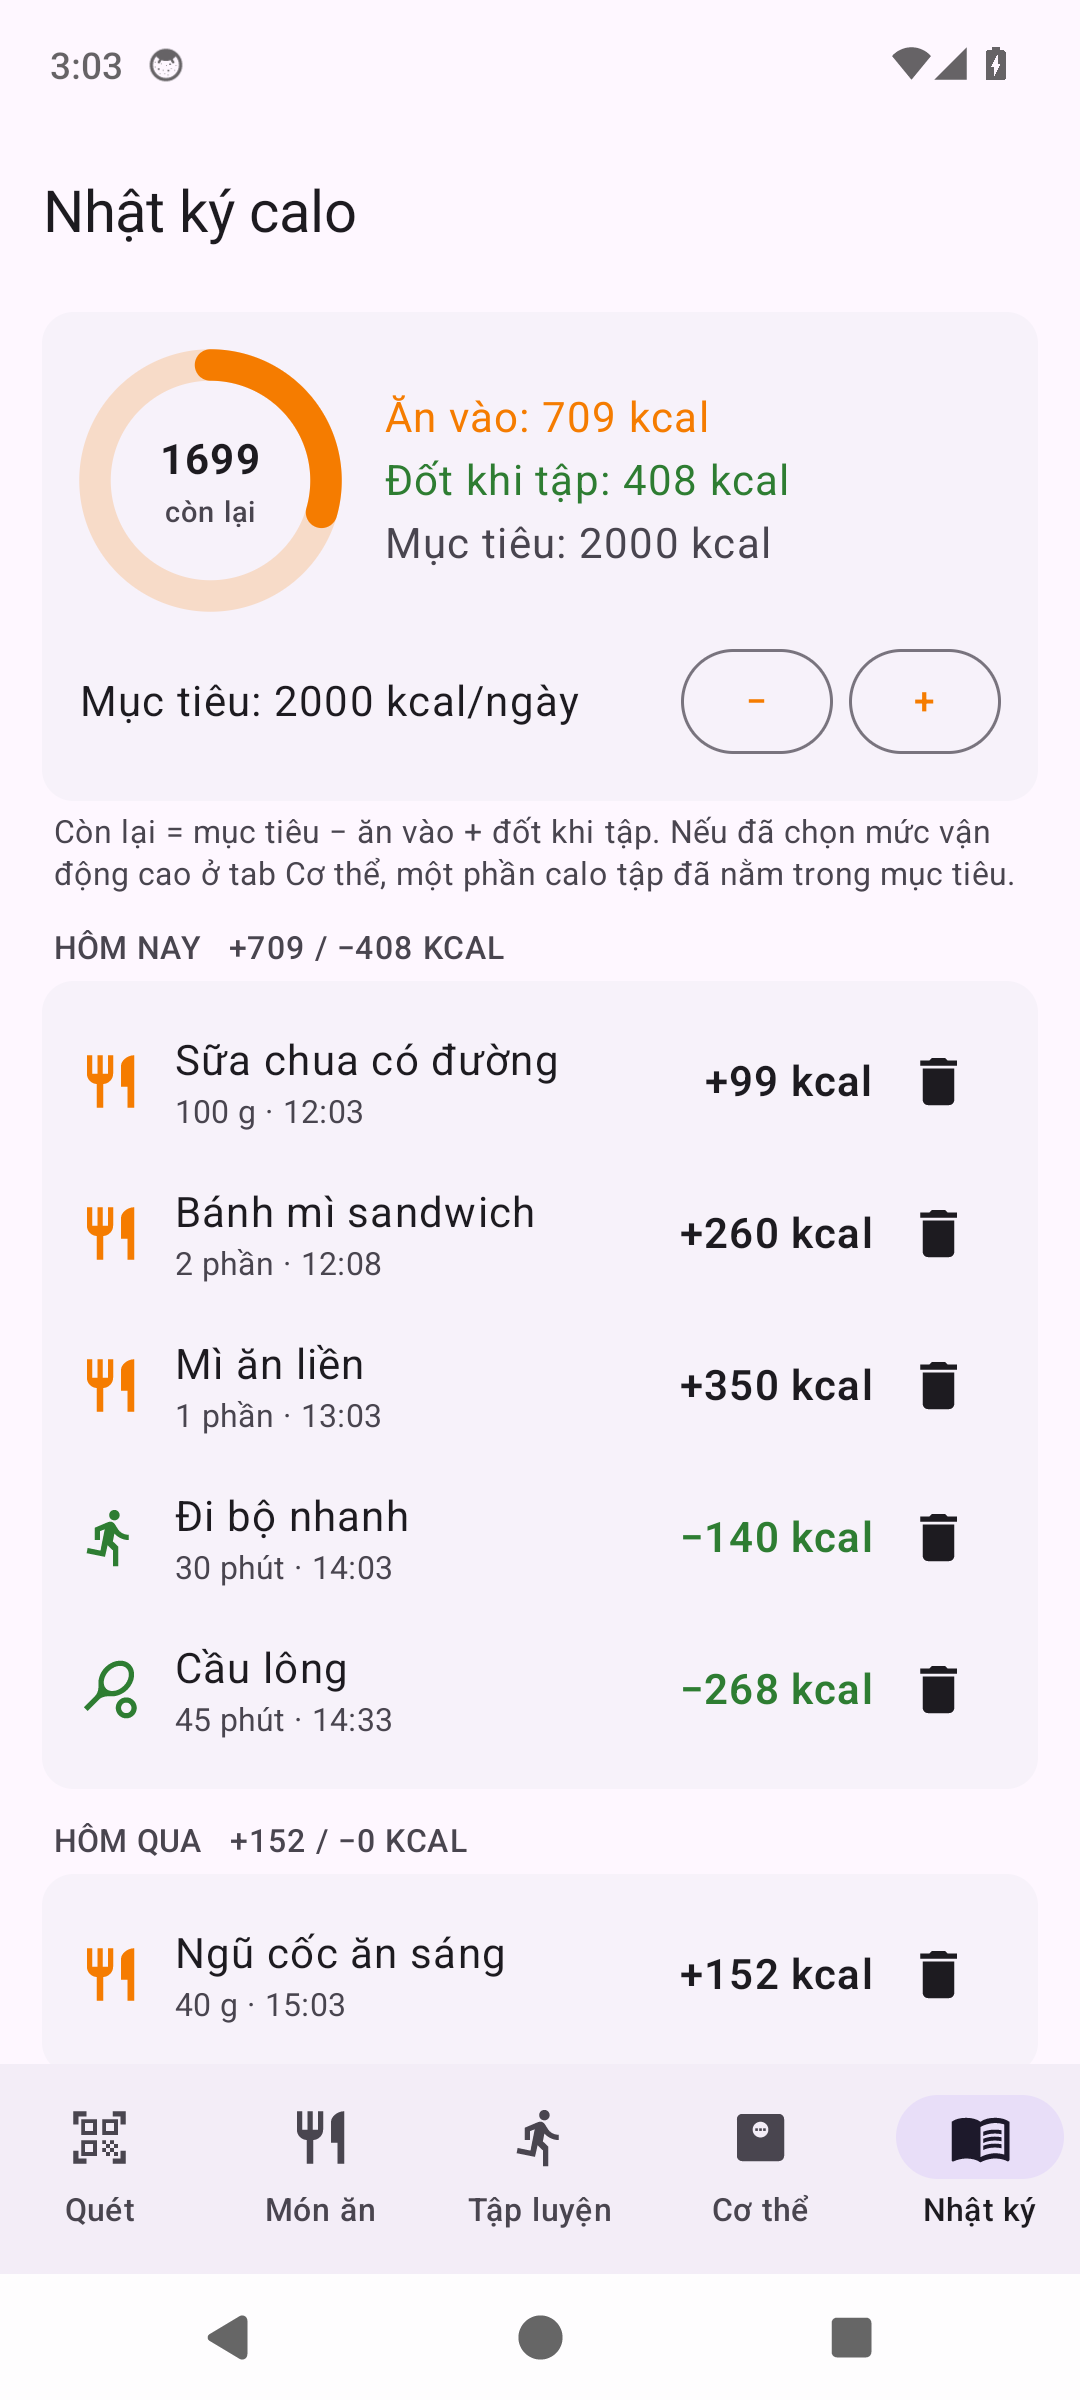 3:03
Nhật ký calo
1699
còn lại
Ăn vào: 709 kcal
Đốt khi tập: 408 kcal
Mục tiêu: 2000 kcal
Mục tiêu: 2000 kcal/ngày
−
+
Còn lại = mục tiêu − ăn vào + đốt khi tập. Nếu đã chọn mức vận
động cao ở tab Cơ thể, một phần calo tập đã nằm trong mục tiêu.
HÔM NAY +709 / −408 KCAL
Sữa chua có đường
100 g · 12:03
+99 kcal
Bánh mì sandwich
2 phần · 12:08
+260 kcal
Mì ăn liền
1 phần · 13:03
+350 kcal
Đi bộ nhanh
30 phút · 14:03
−140 kcal
Cầu lông
45 phút · 14:33
−268 kcal
HÔM QUA +152 / −0 KCAL
Ngũ cốc ăn sáng
40 g · 15:03
+152 kcal
Quét
Món ăn
Tập luyện
Cơ thể
Nhật ký